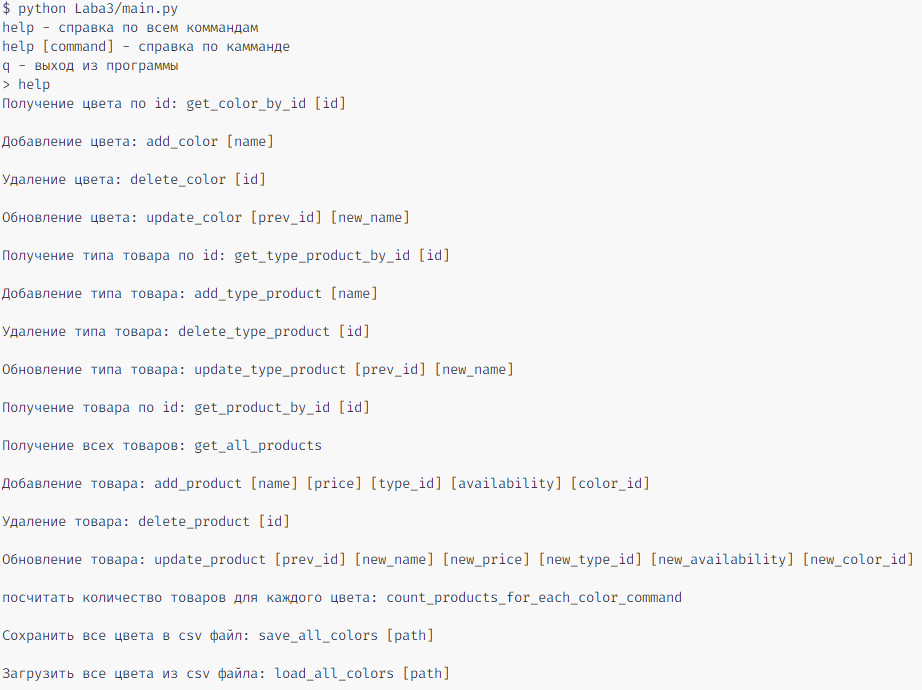 $ python Laba3/main.py
help - справка по всем коммандам
help [command] - справка по камманде
q - выход из программы
> help
Получение цвета по id: get_color_by_id [id]
Добавление цвета: add_color [name]
Удаление цвета: delete_color [id]
Обновление цвета: update_color [prev_id] [new_name]
Получение типа товара по id: get_type_product_by_id [id]
Добавление типа товара: add_type_product [name]
Удаление типа товара: delete_type_product [id]
Обновление типа товара: update_type_product [prev_id] [new_name]
Получение товара по id: get_product_by_id [id]
Получение всех товаров: get_all_products
Добавление товара: add_product [name] [price] [type_id] [availability] [color_id]
Удаление товара: delete_product [id]
Обновление товара: update_product [prev_id] [new_name] [new_price] [new_type_id] [new_availability] [new_color_id]
посчитать количество товаров для каждого цвета: count_products_for_each_color_command
Сохранить все цвета в csv файл: save_all_colors [path]
Загрузить все цвета из csv файла: load_all_colors [path]